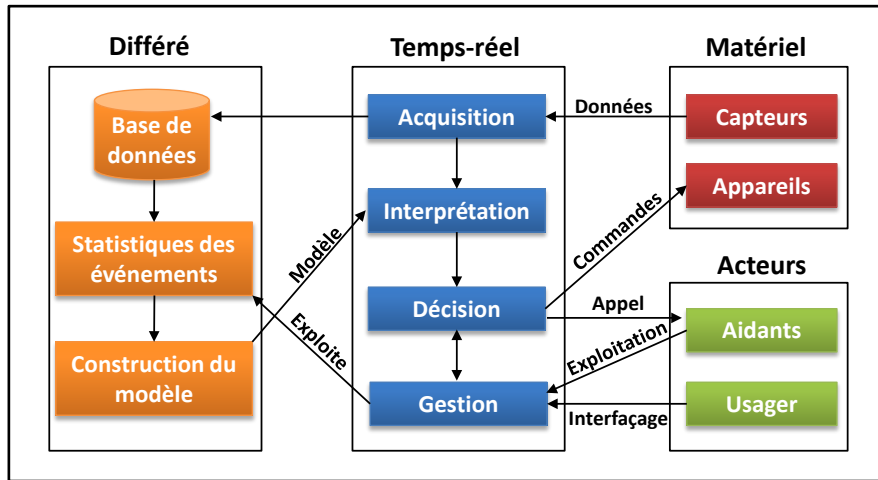 Différé
Temps-réel
Matériel
Base de
données
Acquisition
Données
Capteurs
Appareils
Interprétation
Commandes
Statistiques des
événements
Modèle
Acteurs
Décision
Appel
Aidants
Exploite
Exploitation
Construction du
modèle
Gestion
Interfaçage
Usager